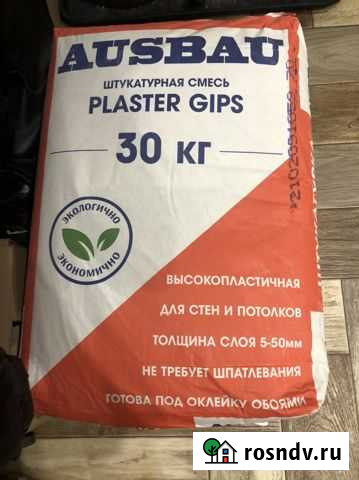 AUSBAU
ШТУКАТУРНАЯ СМЕСЬ
PLASTER GIPS
30 КГ
ЭКОЛОГИЧНО
ЭКОНОМИЧНО
ВЫСОКОПЛАСТИЧНАЯ
ДЛЯ СТЕН И ПОТОЛКОВ
ТОЛЩИНА СЛОЯ 5-50мм
НЕ ТРЕБУЕТ ШПАТЛЕВАНИЯ
ГОТОВА ПОД ОКЛЕЙКУ ОБОЯМИ
rosndv.ru